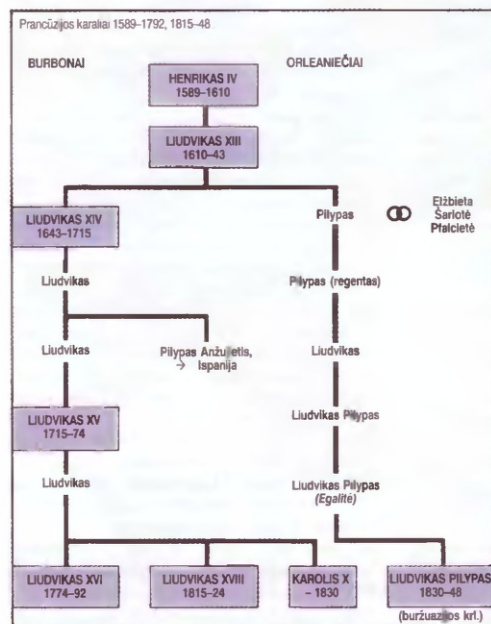 Prancūzijos karaliai 1589–1792, 1815–48
BURBONAI
ORLEANIEČIAI
HENRIKAS IV
1589–1610
LIUDVIKAS XIII
1610–43
LIUDVIKAS XIV
1643–1715
Pilypas
Elžbieta
Šarlotė
Pfalcietė
Liudvikas
Pilypas (regentas)
Liudvikas
Pilypas Anžujietis,
→ Ispanija
Liudvikas
LIUDVIKAS XV
1715–74
Liudvikas Pilypas
Liudvikas
Liudvikas Pilypas
(Egalitė)
LIUDVIKAS XVI
1774–92
LIUDVIKAS XVIII
1815–24
KAROLIS X
– 1830
LIUDVIKAS PILYPAS
1830–48
(buržuazijos krl.)